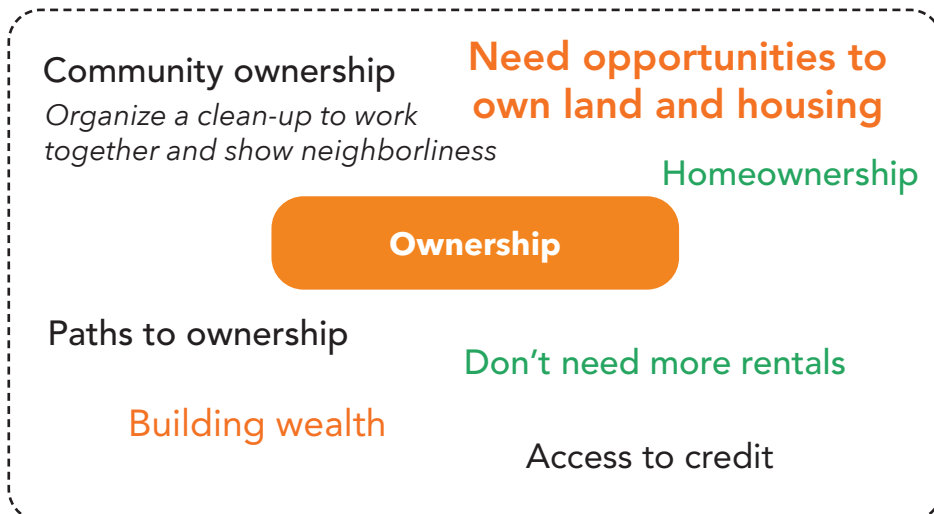 Community ownership
Organize a clean-up to work
together and show neighborliness
Need opportunities to
own land and housing
Homeownership
Ownership
Paths to ownership
Don’t need more rentals
Building wealth
Access to credit